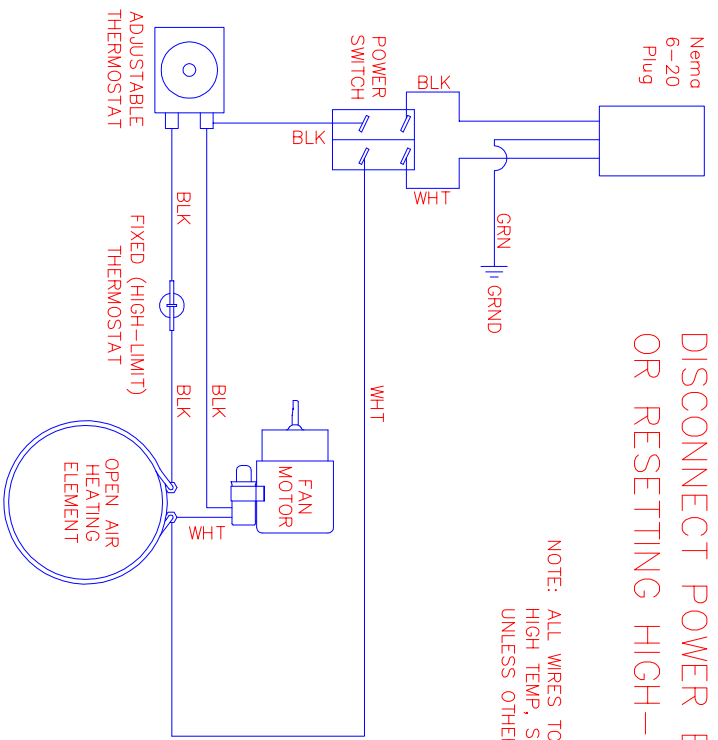 Nema
6-20
Plug
DISCONNECT POWER
OR RESETTING HIGH-
NOTE: ALL WIRES TO
HIGH TEMP, S
UNLESS OTHE
POWER
SWITCH
BLK
WHT
GRN
GRND
BLK
WHT
ADJUSTABLE
THERMOSTAT
BLK
FIXED (HIGH-LIMIT)
THERMOSTAT
BLK
BLK
FAN
MOTOR
WHT
OPEN AIR
HEATING
ELEMENT